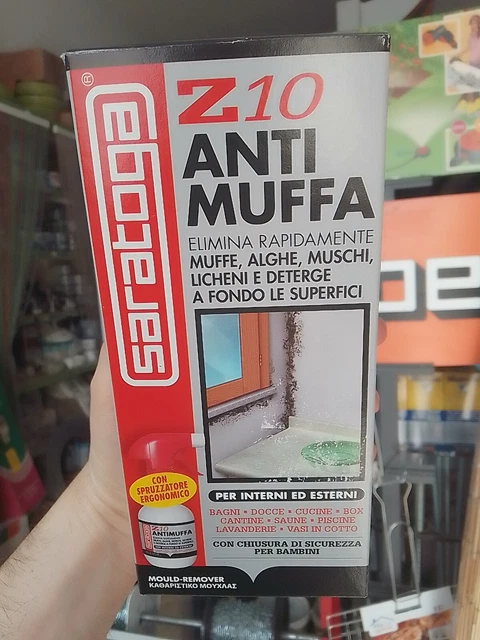 saratoga®
Z10
ANTI
MUFFA
ELIMINA RAPIDAMENTE
MUFFE, ALGHE, MUSCHI,
LICHENI E DETERGE
A FONDO LE SUPERFICI
CON
SPRUZZATORE
ERGONOMICO
Z10
ANTIMUFFA
PER INTERNI ED ESTERNI
BAGNI • DOCCE • CUCINE • BOX
CANTINE • SAUNE • PISCINE
LAVANDERIE • VASI IN COTTO
CON CHIUSURA DI SICUREZZA
PER BAMBINI
MOULD-REMOVER
ΚΑΘΑΡΙΣΤΙΚΟ ΜΟΥΧΛΑΣ